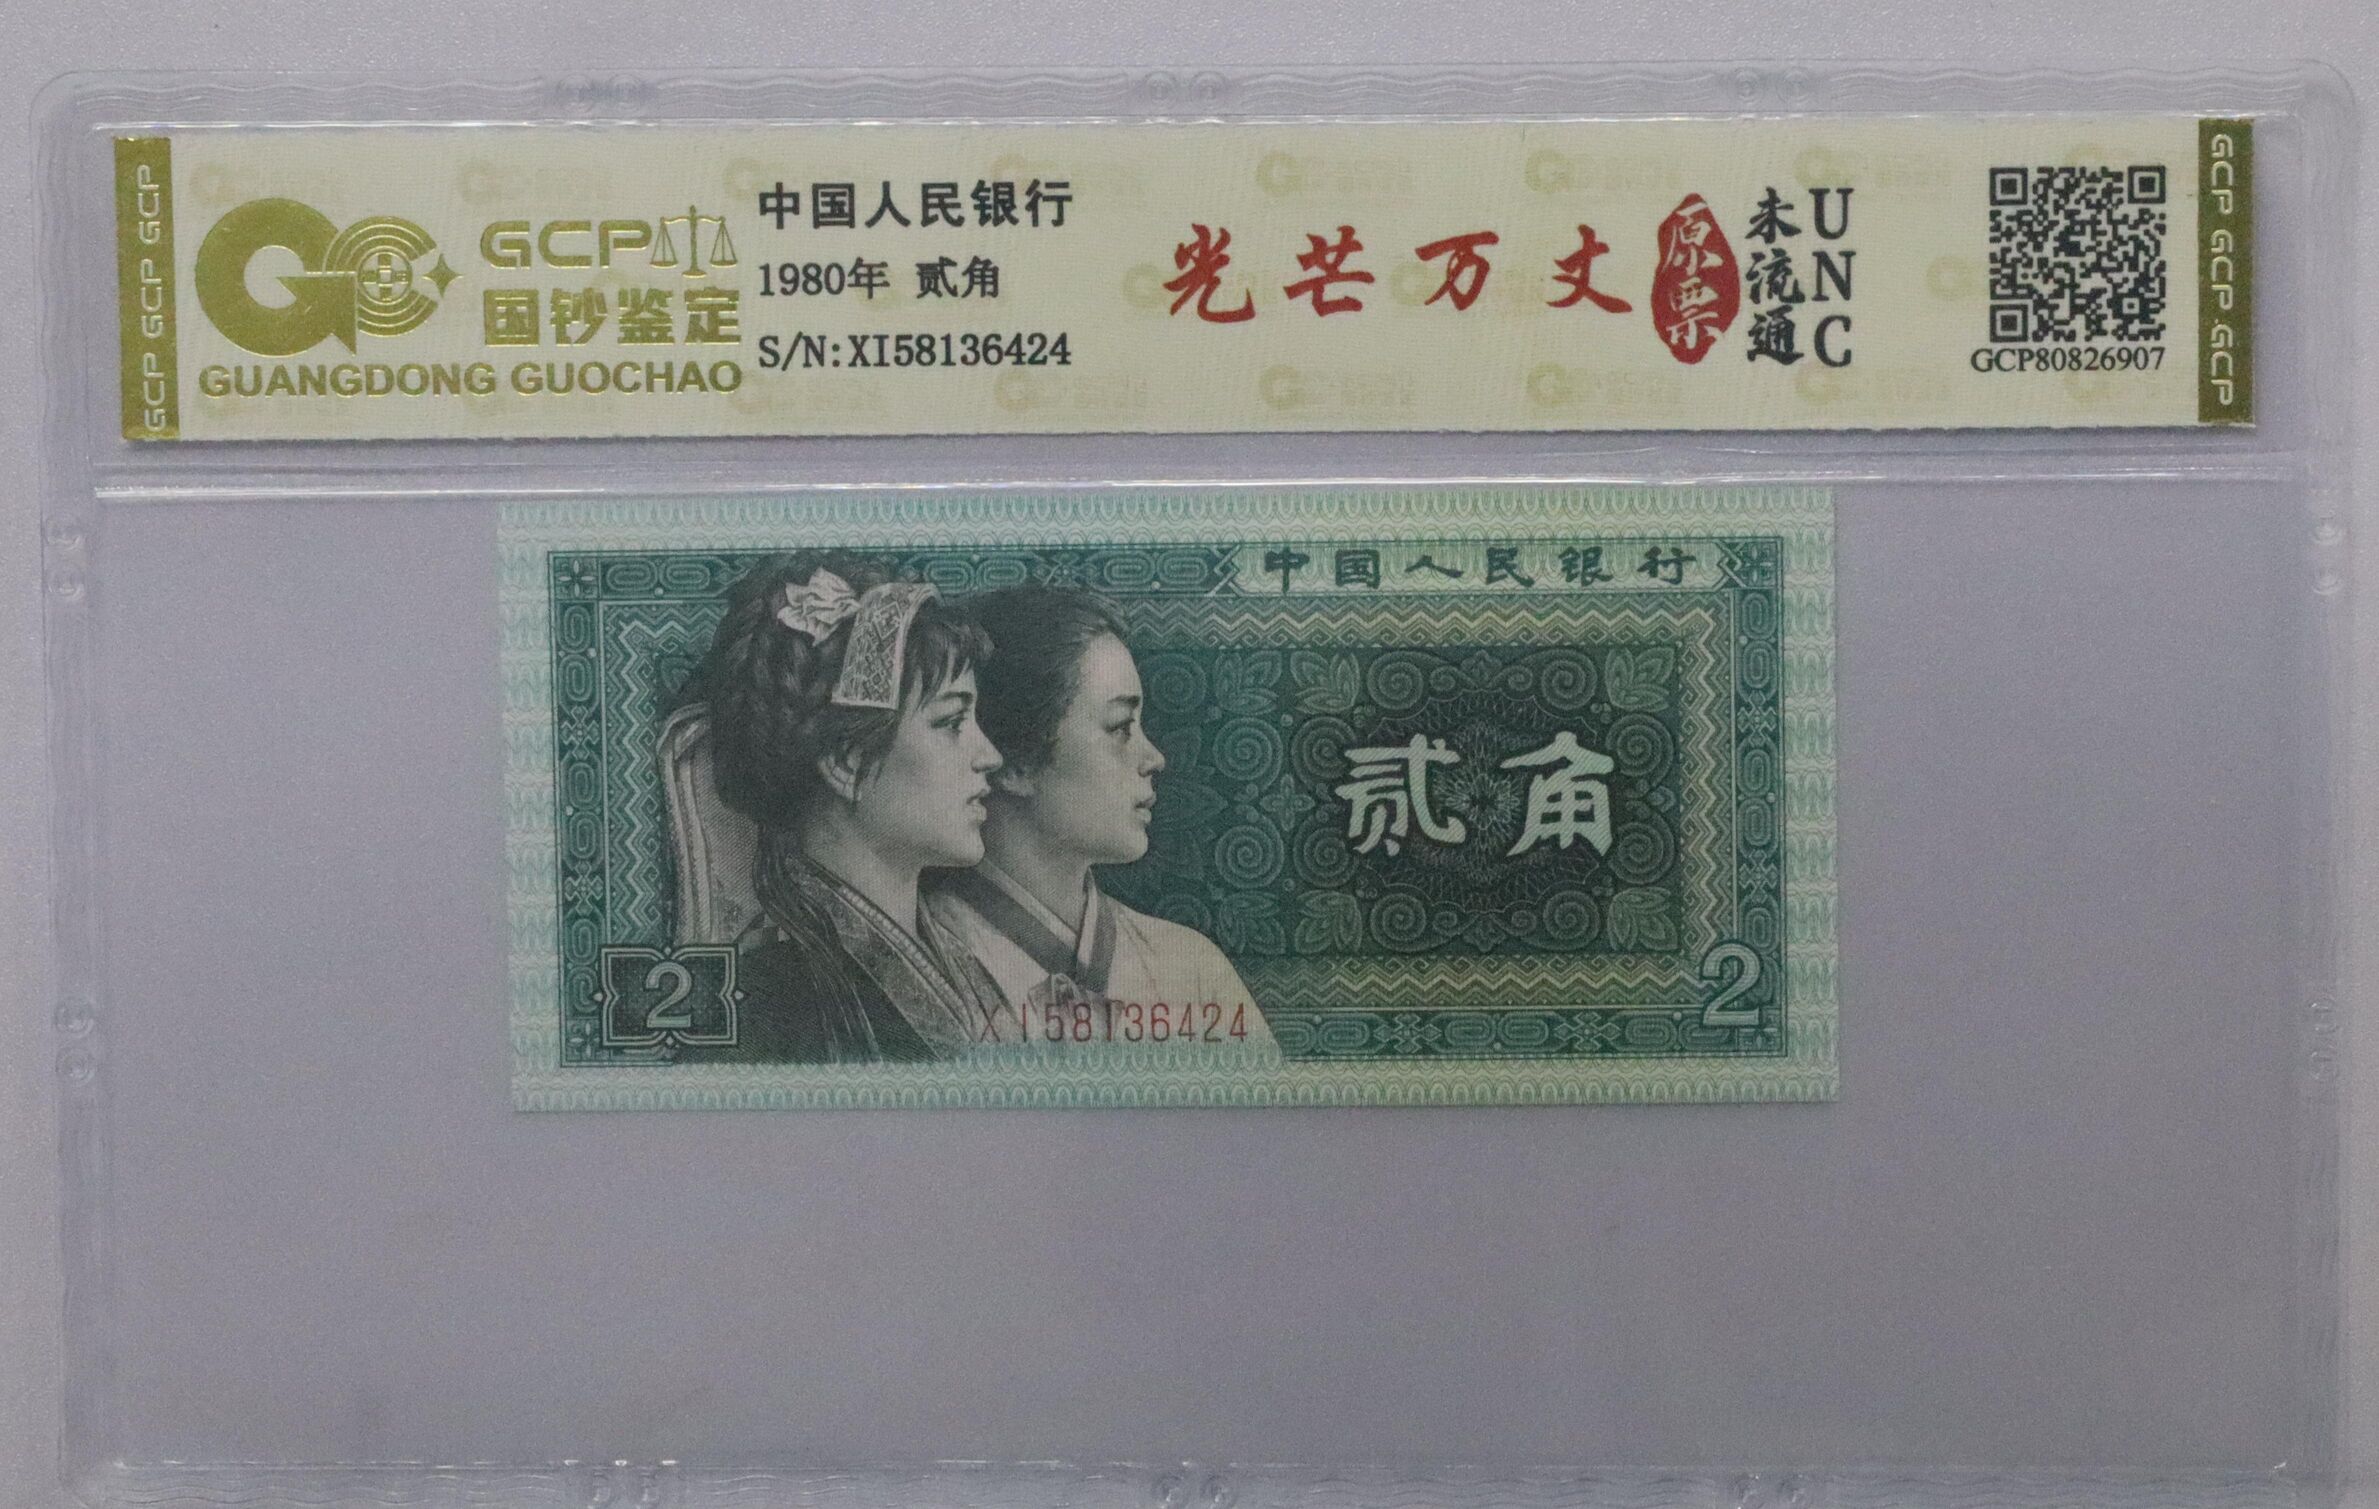 GCP GCP GCP
GCP
国钞鉴定
GUANGDONG GUOCHAO
中国人民银行
1980年 贰角
S/N:XI58136424
光芒万丈
原票
未流通
UNC
GCP80826907
GCP GCP GCP
中国人民银行
贰角
2
XI58136424
2